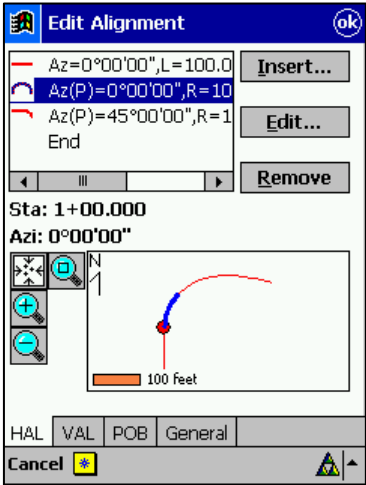 Edit Alignment ok
Az=0°00'00",L=100.0 Insert...
Az(P)=0°00'00",R=10
Az(P)=45°00'00",R=1 Edit...
End
Remove
Sta: 1+00.000
Azi: 0°00'00"
N
100 feet
HAL VAL POB General
Cancel